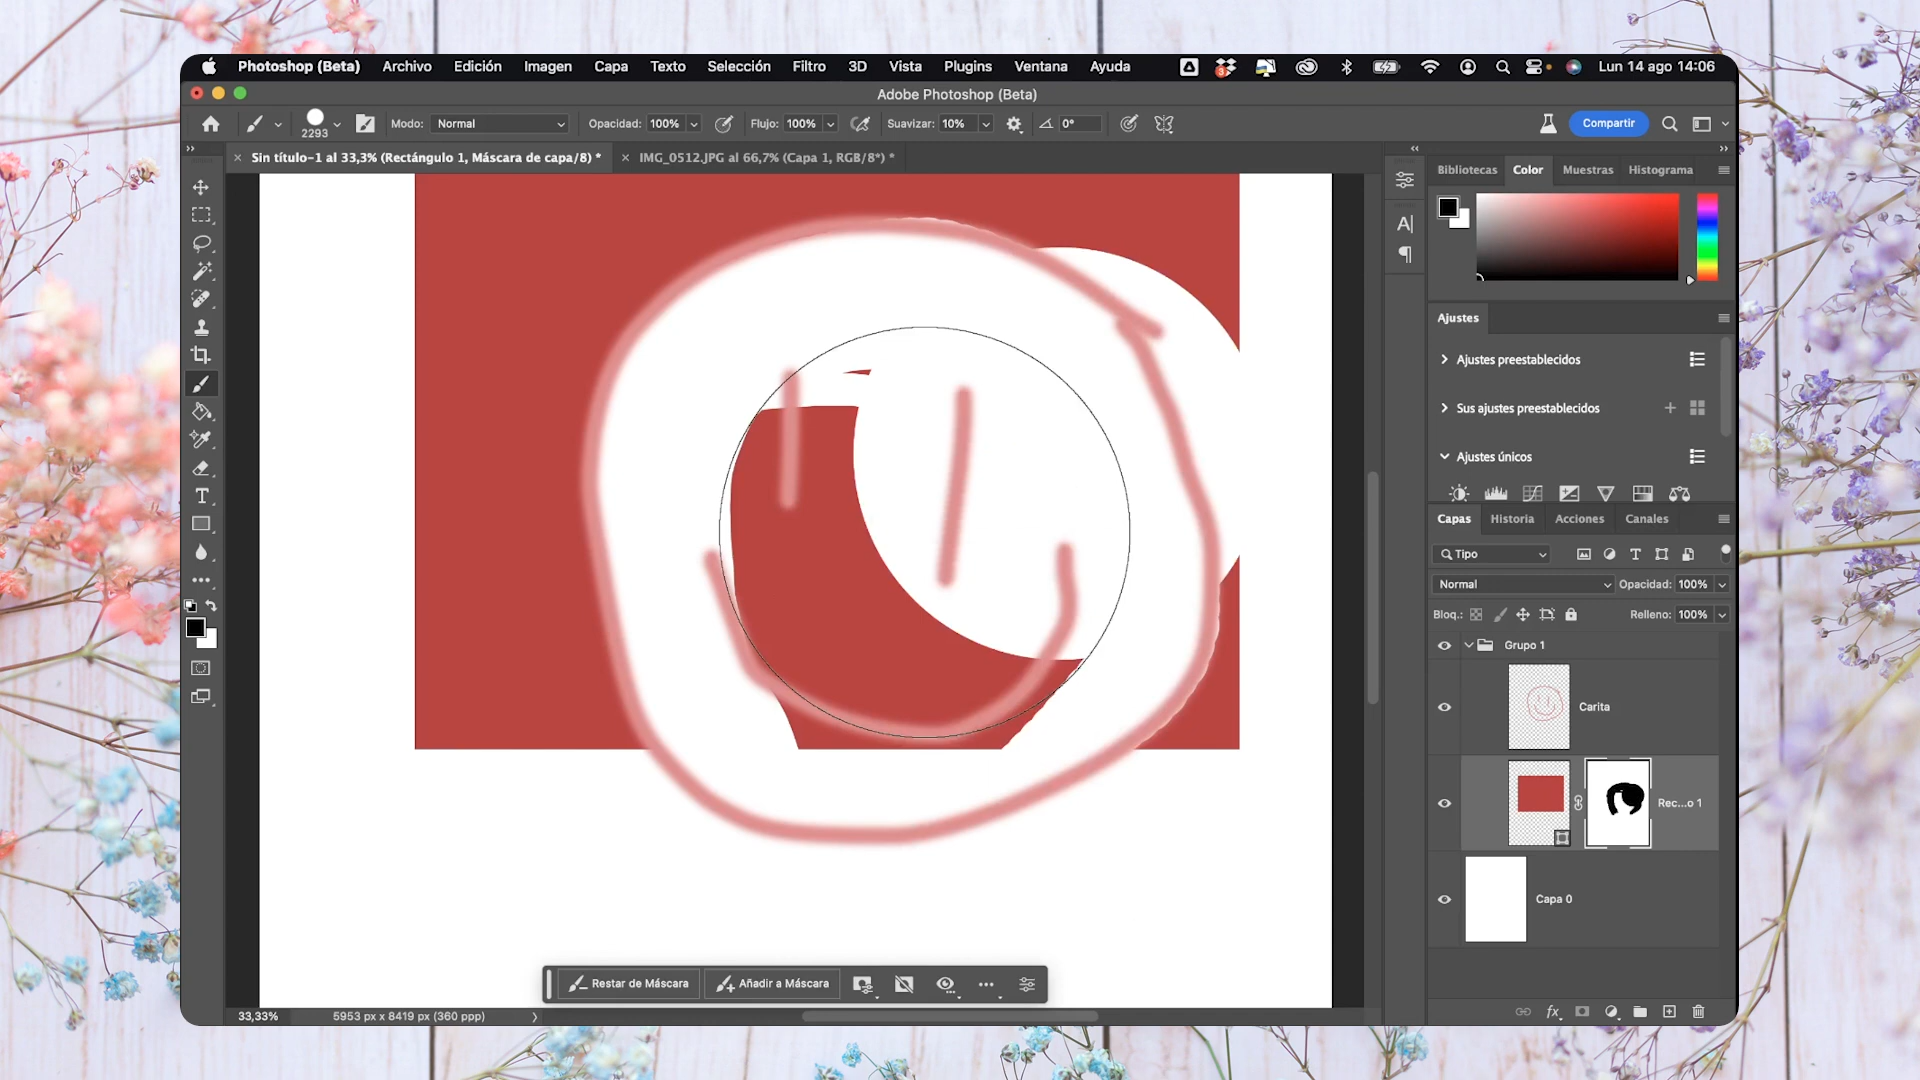 Photoshop (Beta) Archivo Edición Imagen Capa Texto Selección Filtro 3D Vista Plugins Ventana Ayuda Lun 14 ago 14:06
Adobe Photoshop (Beta)
2293 Modo: Normal Opacidad: 100% Flujo: 100% Suavizar: 10% 0° Compartir
Sin título-1 al 33,3% (Rectángulo 1, Máscara de capa/8) * IMG_0512.JPG al 66,7% (Capa 1, RGB/8*) *
Bibliotecas Color Muestras Histograma
Ajustes
Ajustes preestablecidos
Sus ajustes preestablecidos
Ajustes únicos
Capas Historia Acciones Canales
Tipo
Normal Opacidad: 100%
Bloq.: Relleno: 100%
Grupo 1
Carita
Rec...o 1
Capa 0
Restar de Máscara Añadir a Máscara
33,33% 5953 px x 8419 px (360 ppp)